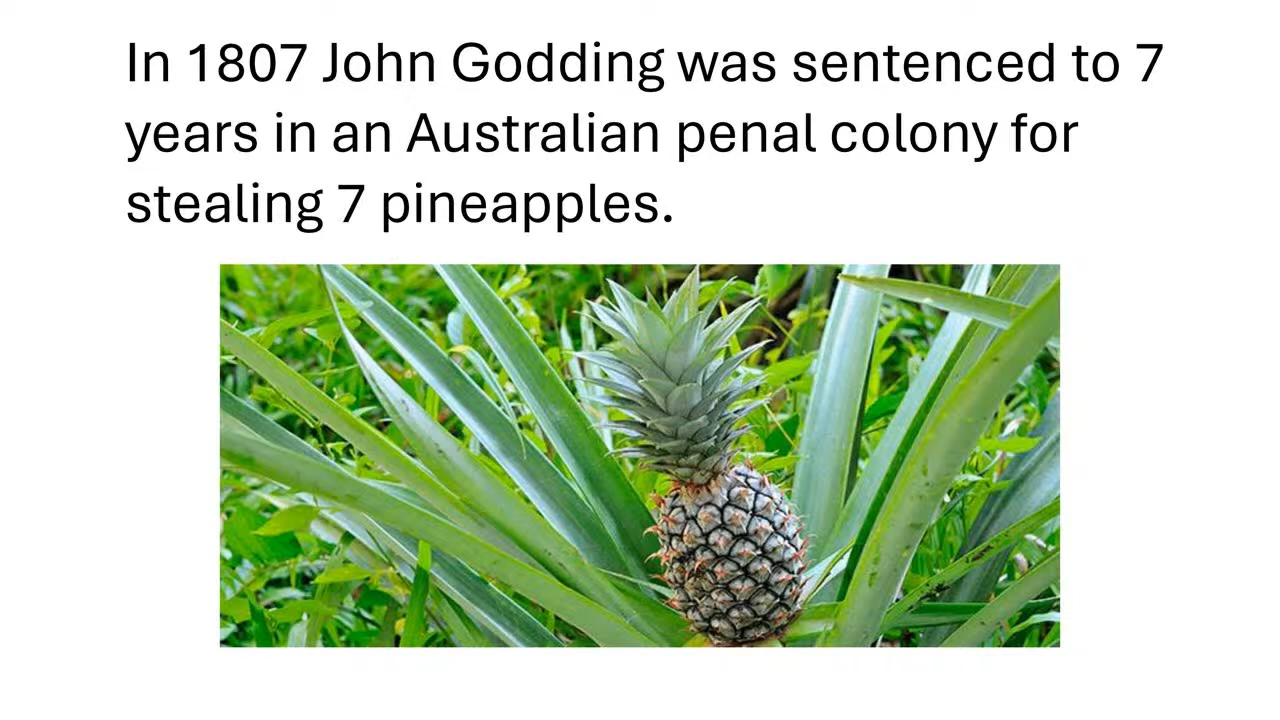 In 1807 John Godding was sentenced to 7
years in an Australian penal colony for
stealing 7 pineapples.